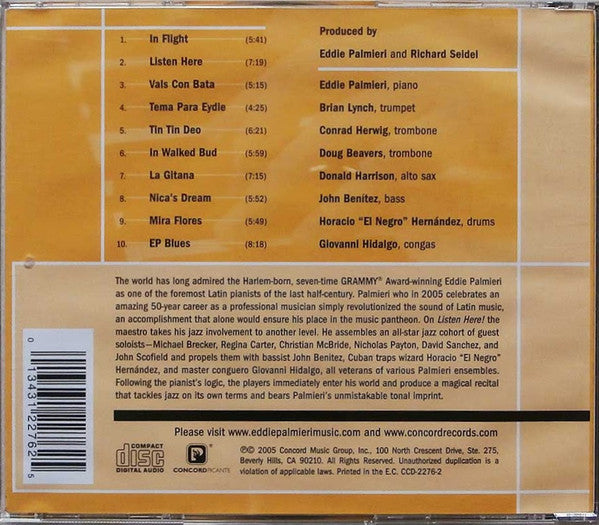 1. In Flight (5:41)
2. Listen Here (7:19)
3. Vals Con Bata (5:15)
4. Tema Para Eydie (4:25)
5. Tin Tin Deo (6:21)
6. In Walked Bud (5:59)
7. La Gitana (7:15)
8. Nica's Dream (5:52)
9. Mira Flores (5:49)
10. EP Blues (8:18)
Produced by
Eddie Palmieri and Richard Seidel
Eddie Palmieri, piano
Brian Lynch, trumpet
Conrad Herwig, trombone
Doug Beavers, trombone
Donald Harrison, alto sax
John Benítez, bass
Horacio "El Negro" Hernández, drums
Giovanni Hidalgo, congas
The world has long admired the Harlem-born, seven-time GRAMMY® Award-winning Eddie Palmieri
as one of the foremost Latin pianists of the last half-century. Palmieri who in 2005 celebrates an
amazing 50-year career as a professional musician simply revolutionized the sound of Latin music,
an accomplishment that alone would ensure his place in the music pantheon. On Listen Here! the
maestro takes his jazz involvement to another level. He assembles an all-star jazz cohort of guest
soloists—Michael Brecker, Regina Carter, Christian McBride, Nicholas Payton, David Sanchez, and
John Scofield and propels them with bassist John Benitez, Cuban traps wizard Horacio "El Negro"
Hernández, and master conguero Giovanni Hidalgo, all veterans of various Palmieri ensembles.
Following the pianist's logic, the players immediately enter his world and produce a magical recital
that tackles jazz on its own terms and bears Palmieri's unmistakable tonal imprint.
Please visit www.eddiepalmierimusic.com and www.concordrecords.com
COMPACT
disc
DIGITAL AUDIO
P
CONCORDPICANTE
℗©2005 Concord Music Group, Inc., 100 North Crescent Drive, Ste. 275,
Beverly Hills, CA 90210. All Rights Reserved. Unauthorized duplication is a
violation of applicable laws. Printed in the E.C. CCD-2276-2
0 13431 22762 5